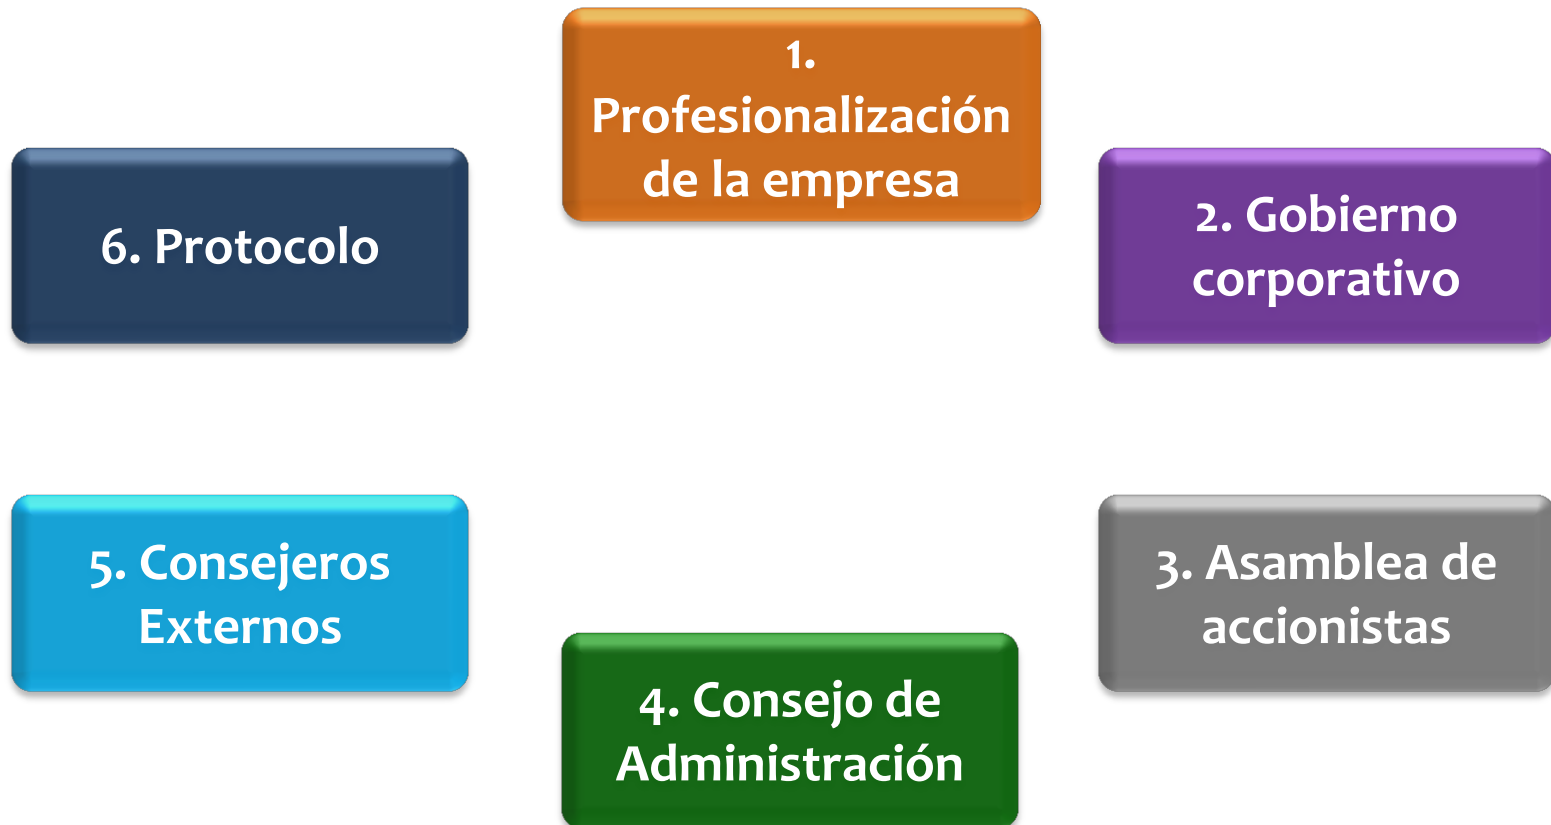 1.
Profesionalización
de la empresa
2. Gobierno
corporativo
3. Asamblea de
accionistas
4. Consejo de
Administración
5. Consejeros
Externos
6. Protocolo